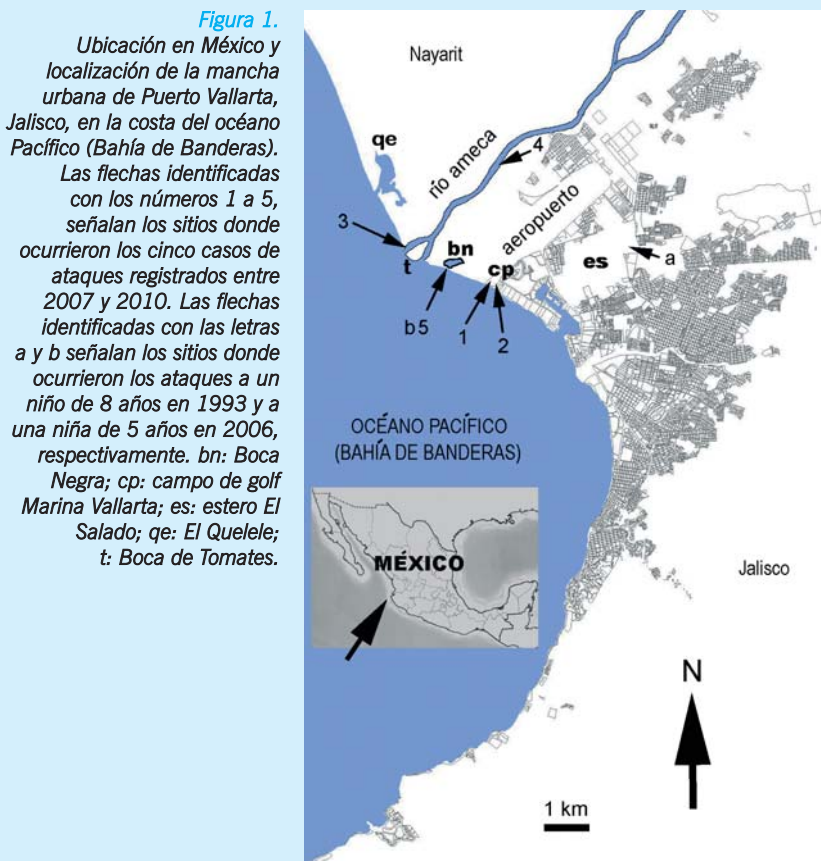 Figura 1.
Ubicación en México y
localización de la mancha
urbana de Puerto Vallarta,
Jalisco, en la costa del océano
Pacífico (Bahía de Banderas).
Las flechas identificadas
con los números 1 a 5,
señalan los sitios donde
ocurrieron los cinco casos de
ataques registrados entre
2007 y 2010. Las flechas
identificadas con las letras
a y b señalan los sitios donde
ocurrieron los ataques a un
niño de 8 años en 1993 y a
una niña de 5 años en 2006,
respectivamente. bn: Boca
Negra; cp: campo de golf
Marina Vallarta; es: estero El
Salado; qe: El Quelele;
t: Boca de Tomates.
Nayarit
qe
río ameca
4
aeropuerto
3
t
bn
cp
es
a
b 5
1
2
OCÉANO PACÍFICO
(BAHÍA DE BANDERAS)
MÉXICO
Jalisco
N
1 km